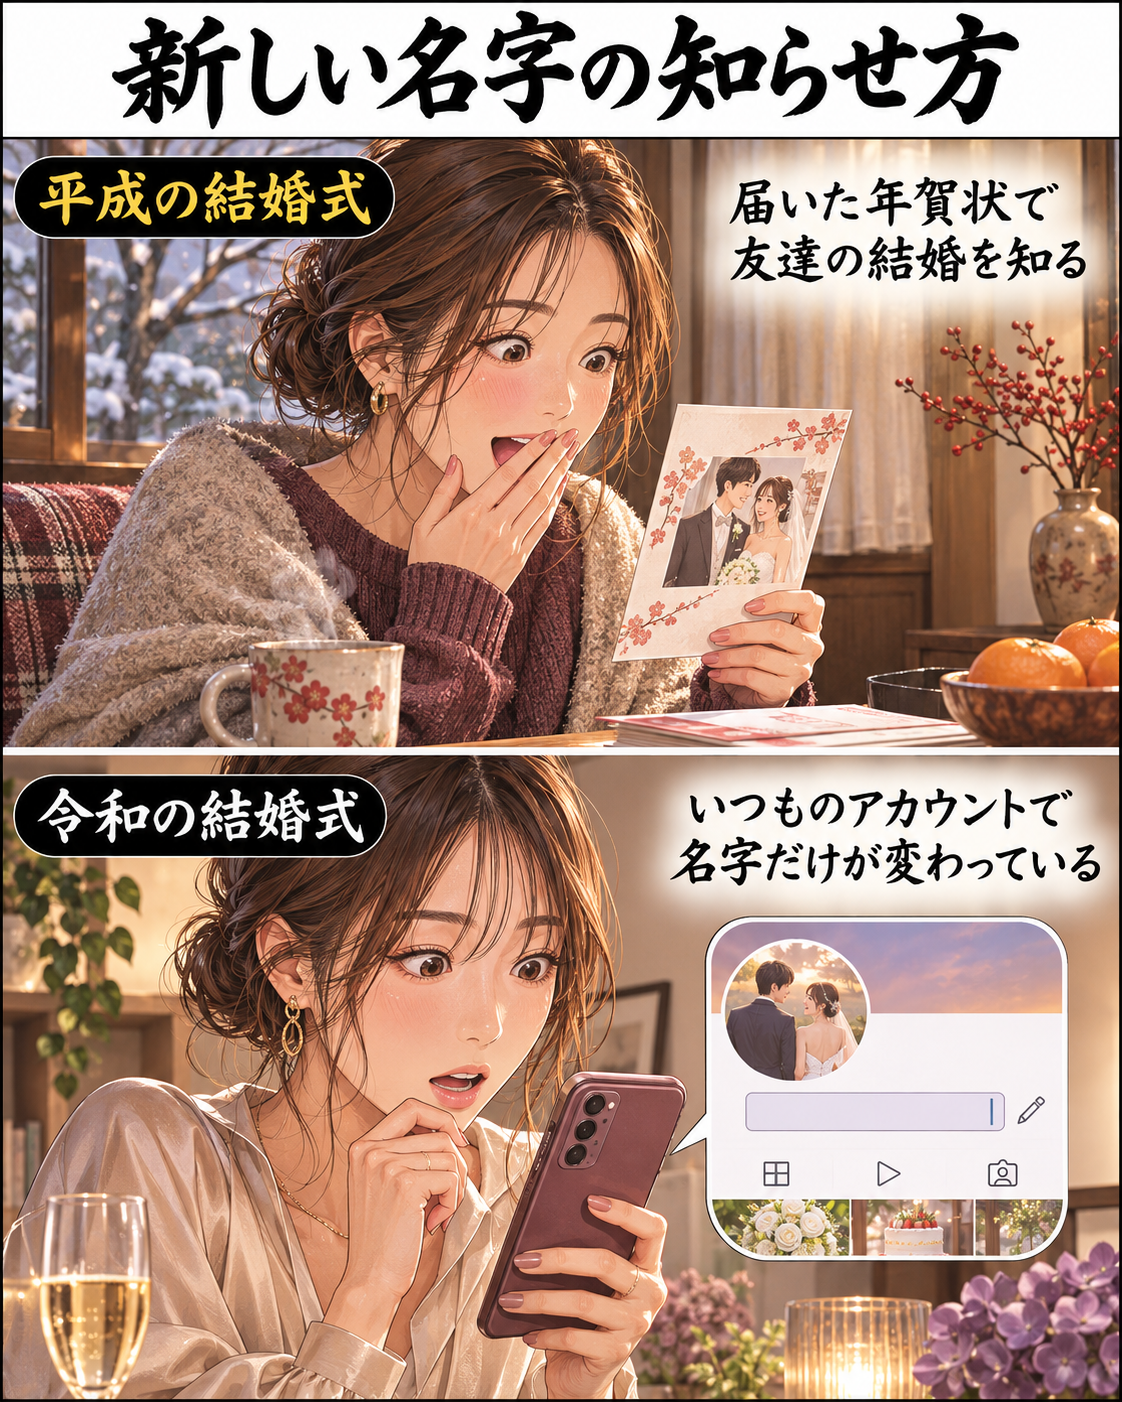 新しい名字の知らせ方
平成の結婚式
届いた年賀状で
友達の結婚を知る
令和の結婚式
いつものアカウントで
名字だけが変わっている